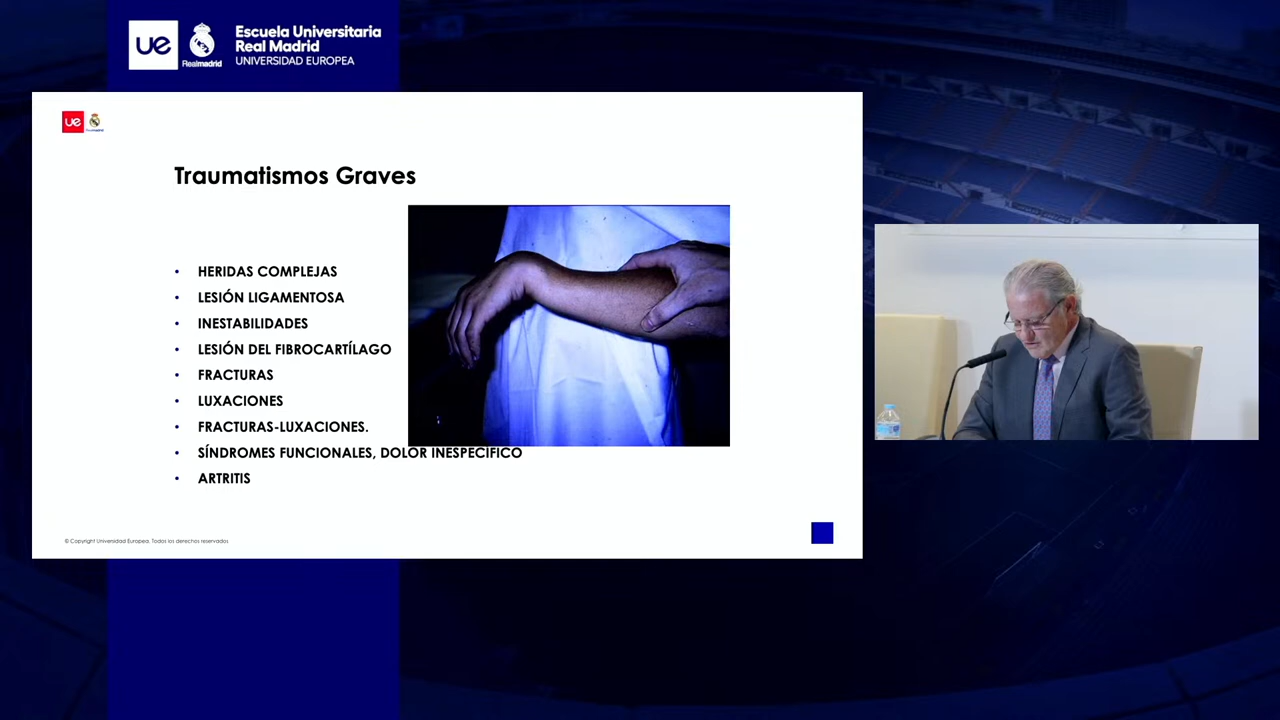 ue
Realmadrid
Escuela Universitaria
Real Madrid
UNIVERSIDAD EUROPEA
ue
Traumatismos Graves
• HERIDAS COMPLEJAS
• LESIÓN LIGAMENTOSA
• INESTABILIDADES
• LESIÓN DEL FIBROCARTÍLAGO
• FRACTURAS
• LUXACIONES
• FRACTURAS-LUXACIONES.
• SÍNDROMES FUNCIONALES, DOLOR INESPECÍFICO
• ARTRITIS
© Copyright Universidad Europea. Todos los derechos reservados